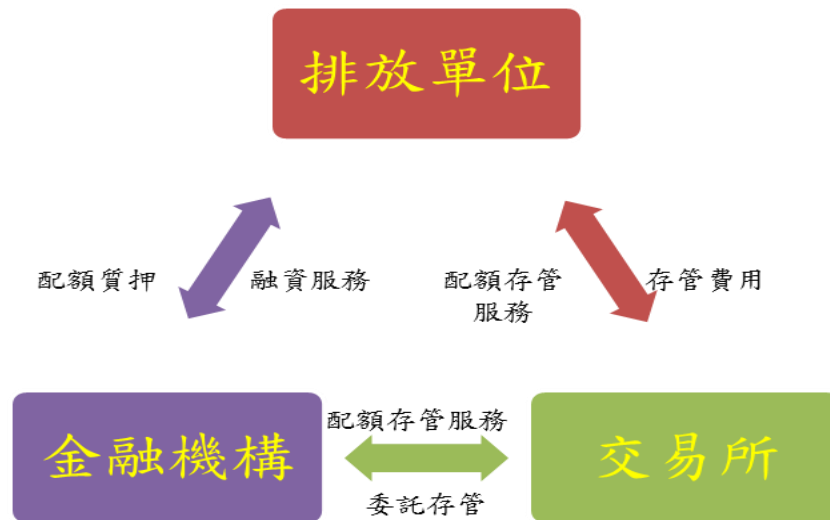 排放單位
配額質押
融資服務
配額存管
服務
存管費用
金融機構
配額存管服務
委託存管
交易所